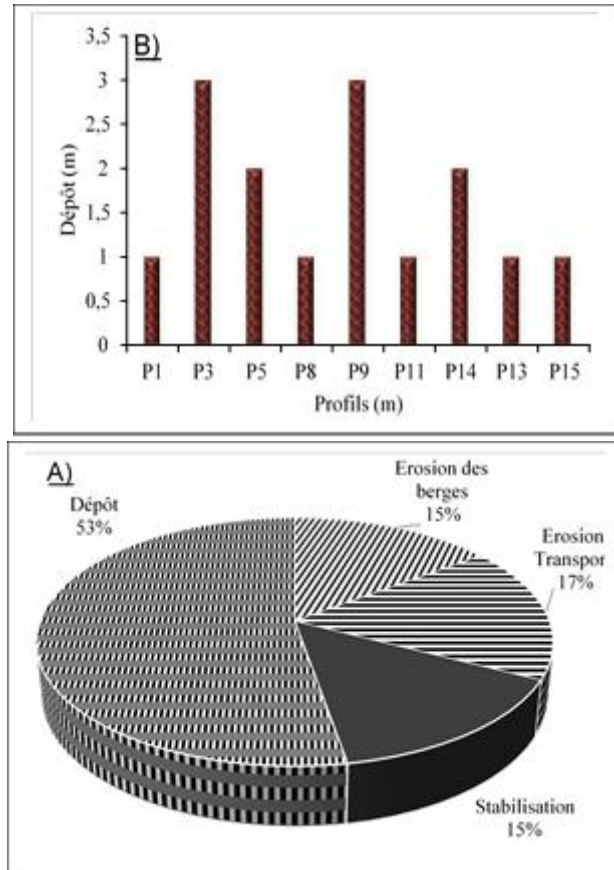 B)
3,5
3
2,5
2
1,5
1
0,5
0
Dépôt (m)
P1 P3 P5 P8 P9 P11 P14 P13 P15
Profils (m)
A)
Dépôt
53%
Erosion des
berges
15%
Erosion
Transpor
17%
Stabilisation
15%